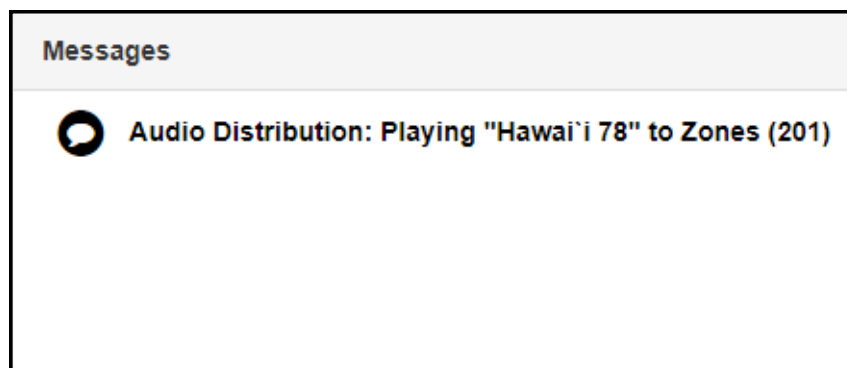 Messages
Audio Distribution: Playing "Hawai`i 78" to Zones (201)